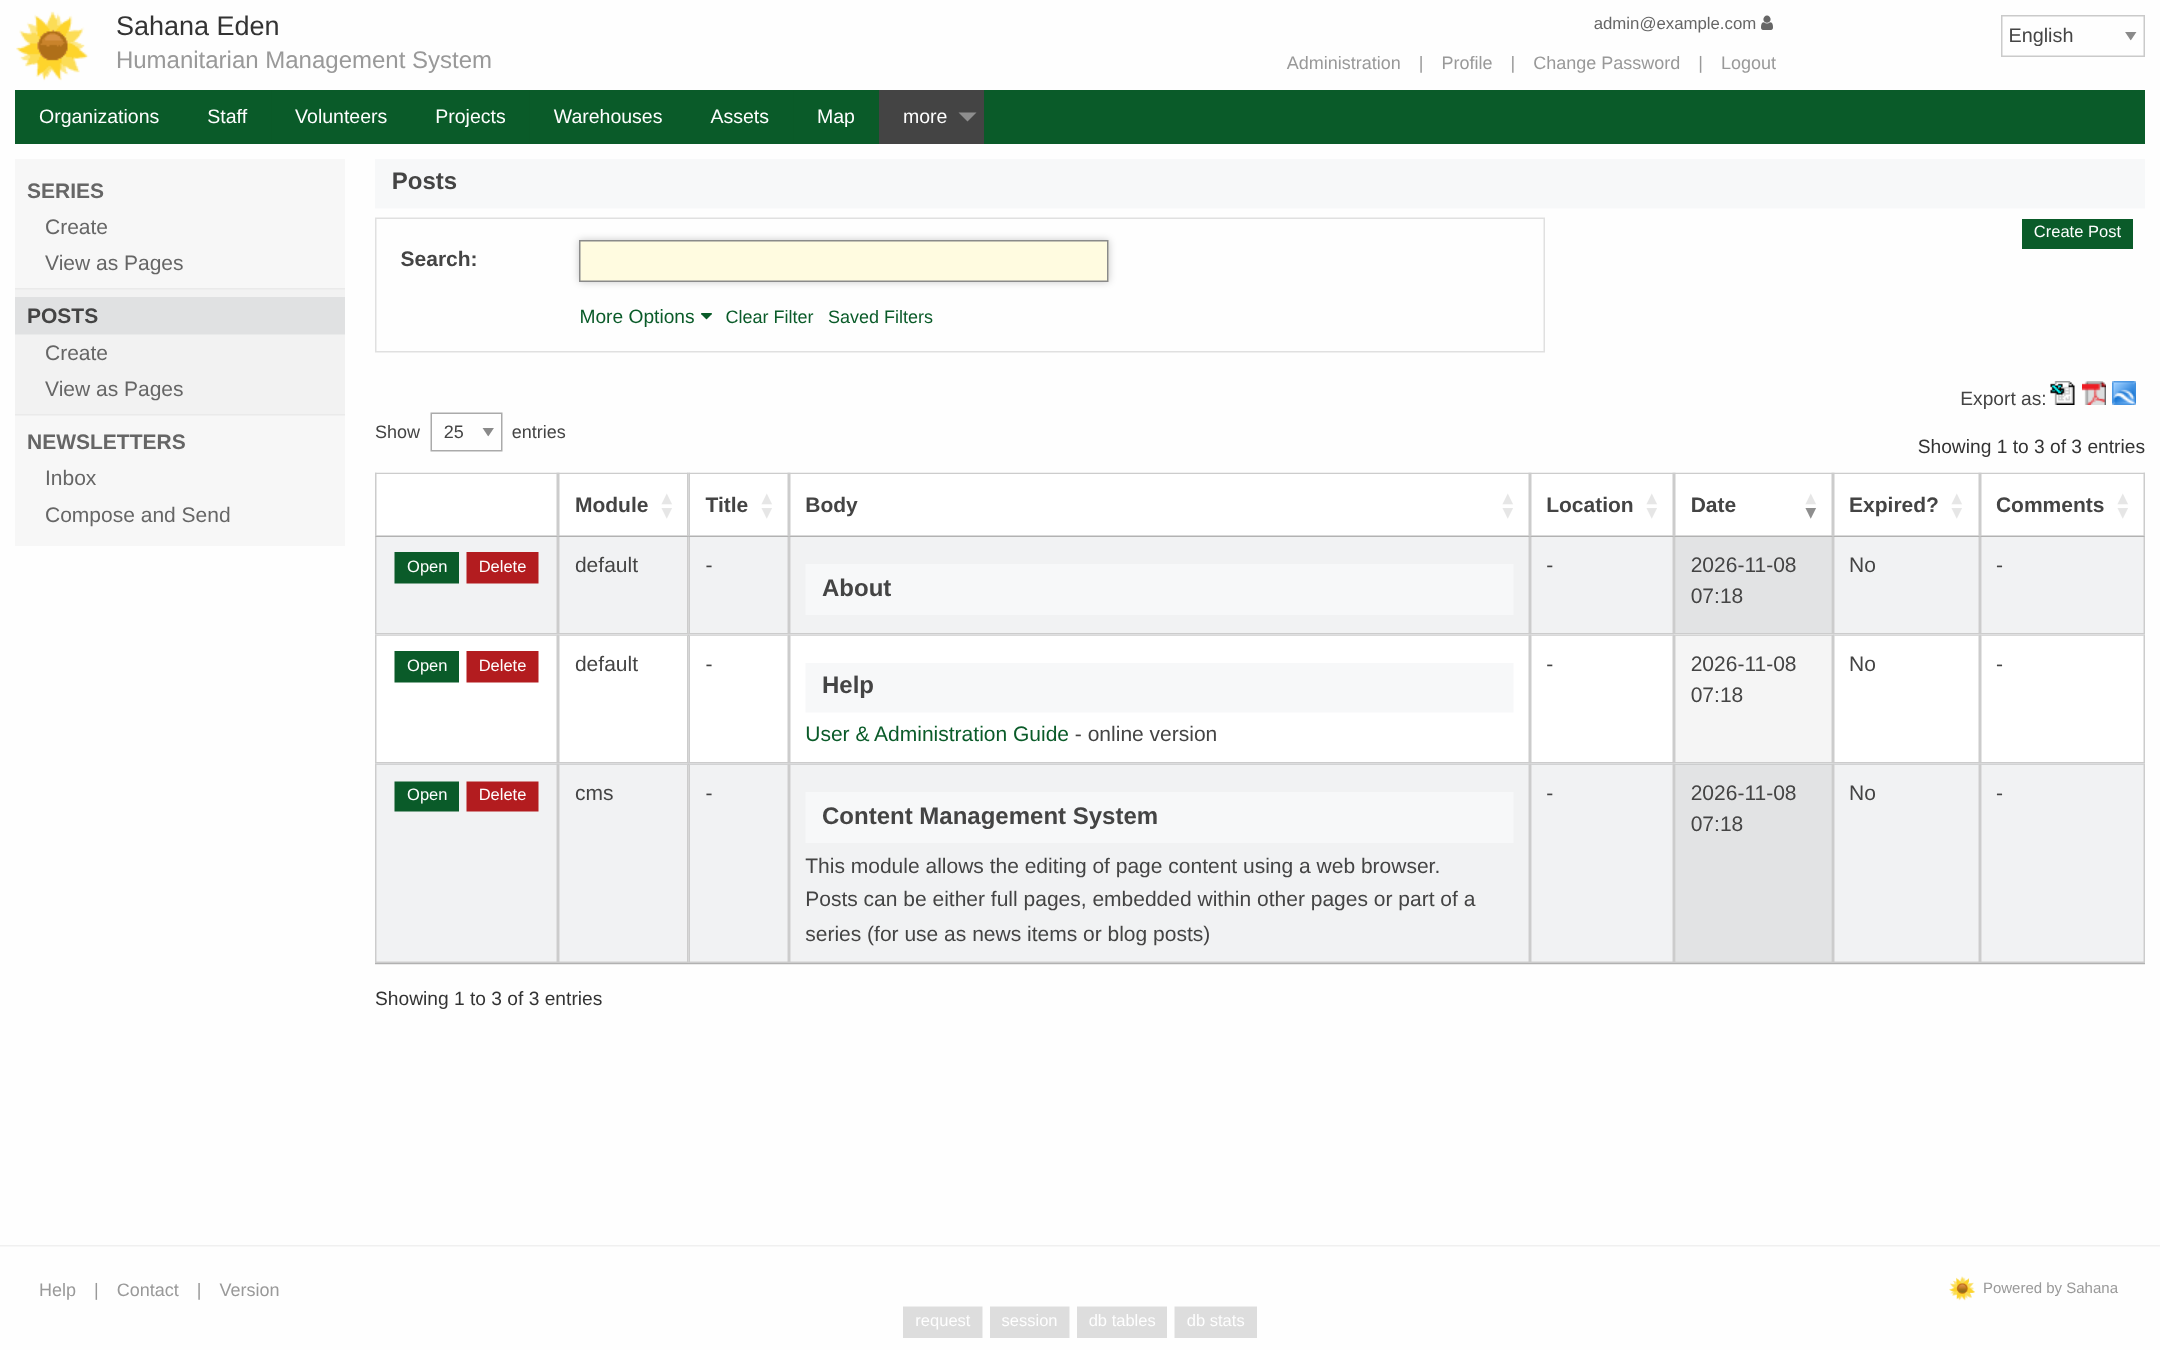 Sahana Eden
Humanitarian Management System
admin@example.com
Administration | Profile | Change Password | Logout
English
Organizations Staff Volunteers Projects Warehouses Assets Map more
SERIES
Create
View as Pages
POSTS
Create
View as Pages
NEWSLETTERS
Inbox
Compose and Send
Posts
Search:
More Options Clear Filter Saved Filters
Create Post
Export as:
Show 25 entries
Showing 1 to 3 of 3 entries
Module Title Body Location Date Expired? Comments
Open Delete default - About - 2026-11-08 No -
07:18
Open Delete default - Help - 2026-11-08 No -
07:18
User & Administration Guide - online version
Open Delete cms - Content Management System - 2026-11-08 No -
07:18
This module allows the editing of page content using a web browser.
Posts can be either full pages, embedded within other pages or part of a
series (for use as news items or blog posts)
Showing 1 to 3 of 3 entries
Help | Contact | Version
Powered by Sahana
request session db tables db stats